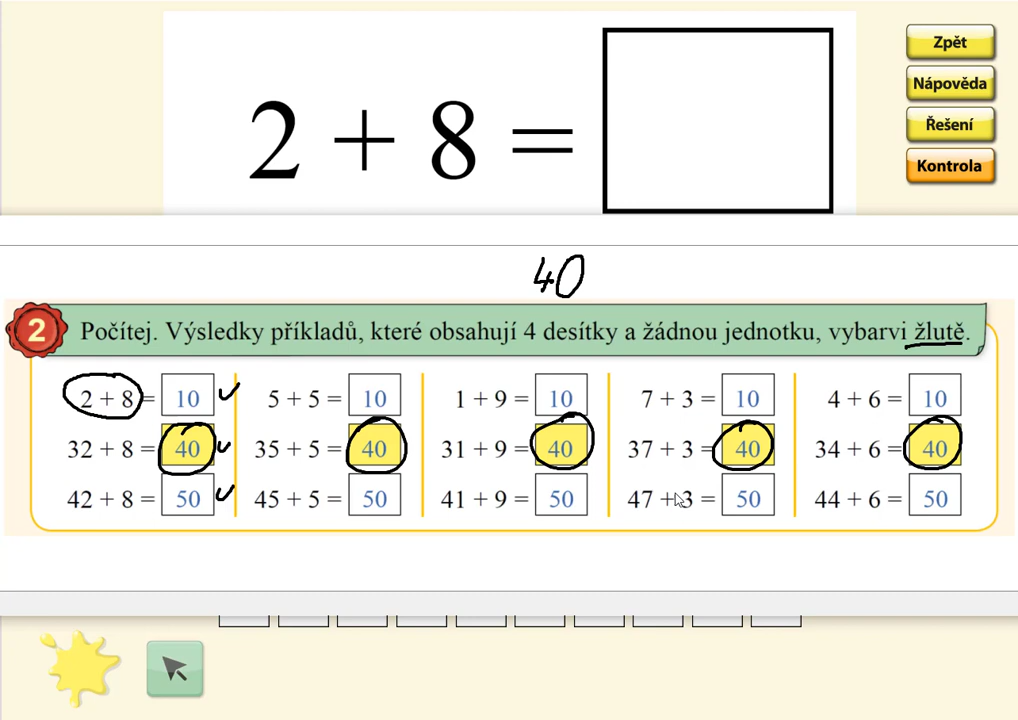 Zpět
Nápověda
Řešení
Kontrola
2 + 8 =
40
2 Počítej. Výsledky příkladů, které obsahují 4 desítky a žádnou jednotku, vybarvi žlutě.
2 + 8 = 10 5 + 5 = 10 1 + 9 = 10 7 + 3 = 10 4 + 6 = 10
32 + 8 = 40 35 + 5 = 40 31 + 9 = 40 37 + 3 = 40 34 + 6 = 40
42 + 8 = 50 45 + 5 = 50 41 + 9 = 50 47 + 3 = 50 44 + 6 = 50